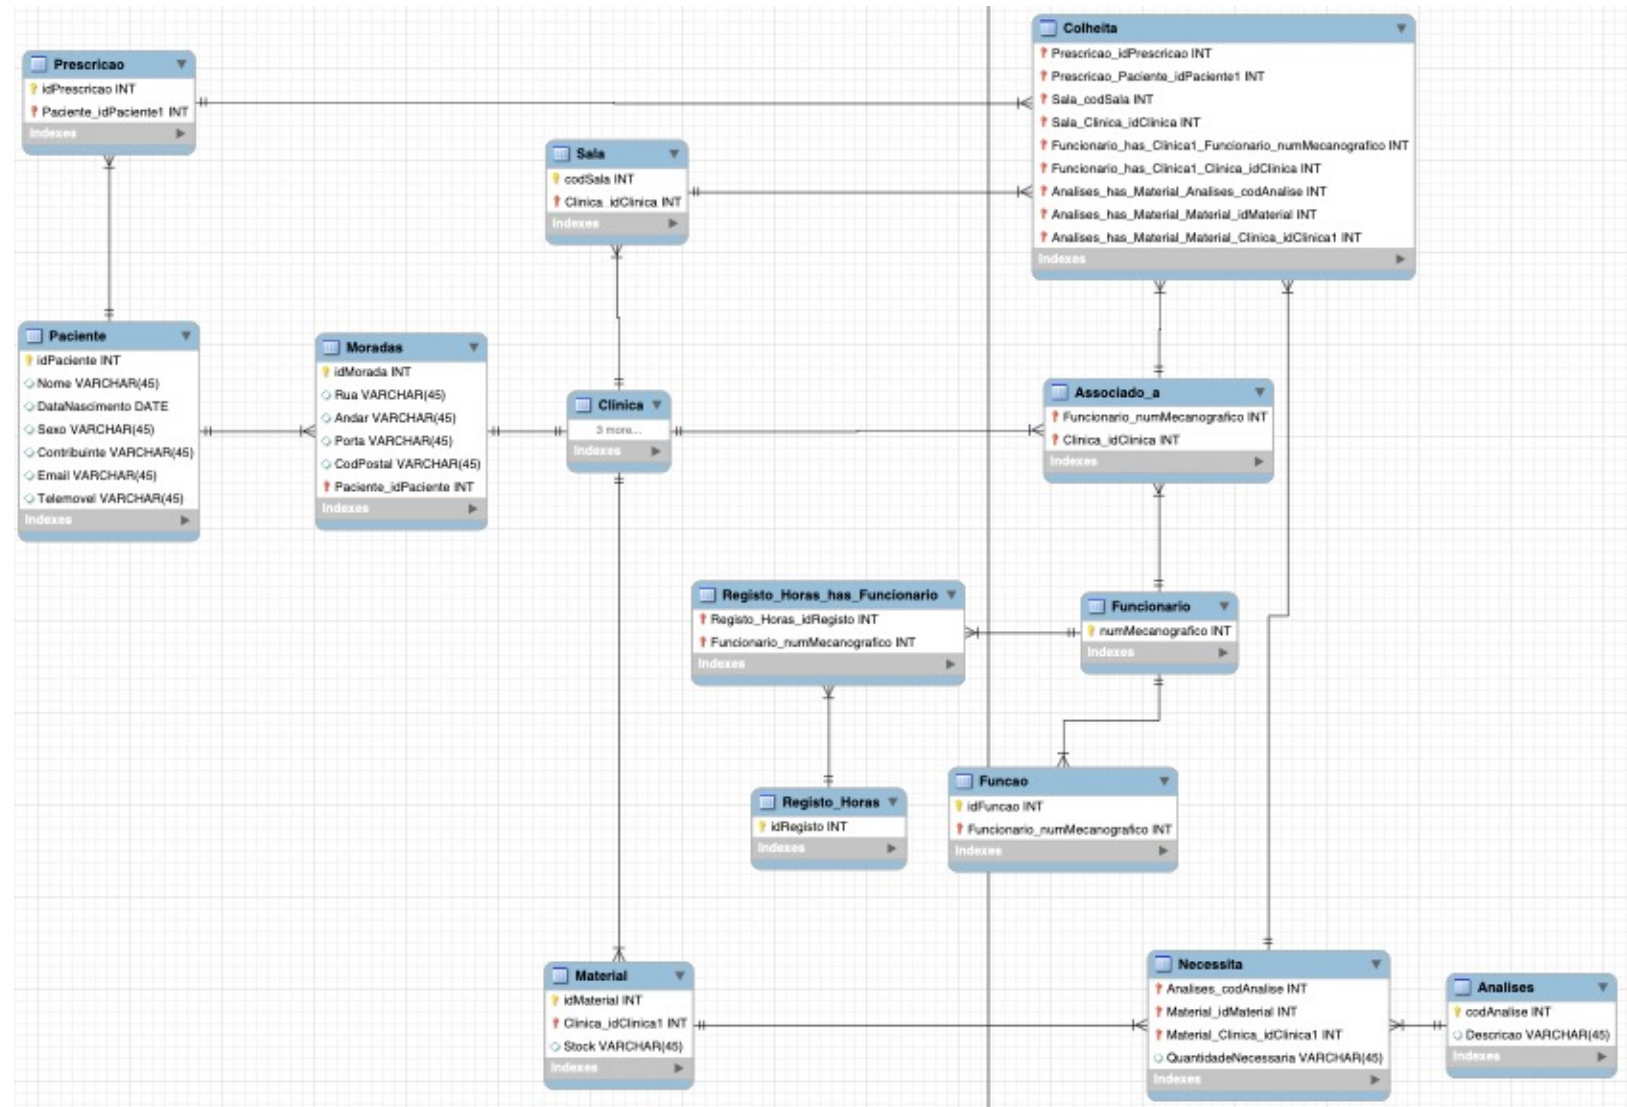 Prescricao
idPrescricao INT
Paciente_idPaciente1 INT
Indexes
Colheita
Prescricao_idPrescricao INT
Prescricao_Paciente_idPaciente1 INT
Sala_codSala INT
Sala_Clinica_idClinica INT
Funcionario_has_Clinica1_Funcionario_numMecanografico INT
Funcionario_has_Clinica1_Clinica_idClinica INT
Analises_has_Material_Analises_codAnalise INT
Analises_has_Material_Material_idMaterial INT
Analises_has_Material_Material_Clinica_idClinica1 INT
Indexes
Sala
codSala INT
Clinica_idClinica INT
Indexes
Paciente
idPaciente INT
Nome VARCHAR(45)
DataNascimento DATE
Sexo VARCHAR(45)
Contribuinte VARCHAR(45)
Email VARCHAR(45)
Telemovel VARCHAR(45)
Indexes
Moradas
idMorada INT
Rua VARCHAR(45)
Andar VARCHAR(45)
Porta VARCHAR(45)
CodPostal VARCHAR(45)
Paciente_idPaciente INT
Indexes
Clinica
3 more...
Indexes
Associado_a
Funcionario_numMecanografico INT
Clinica_idClinica INT
Indexes
Registo_Horas_has_Funcionario
Registo_Horas_idRegisto INT
Funcionario_numMecanografico INT
Indexes
Funcionario
numMecanografico INT
Indexes
Registo_Horas
idRegisto INT
Indexes
Funcao
idFuncao INT
Funcionario_numMecanografico INT
Indexes
Material
idMaterial INT
Clinica_idClinica1 INT
Stock VARCHAR(45)
Indexes
Necessita
Analises_codAnalise INT
Material_idMaterial INT
Material_Clinica_idClinica1 INT
QuantidadeNecessaria VARCHAR(45)
Indexes
Analises
codAnalise INT
Descricao VARCHAR(45)
Indexes